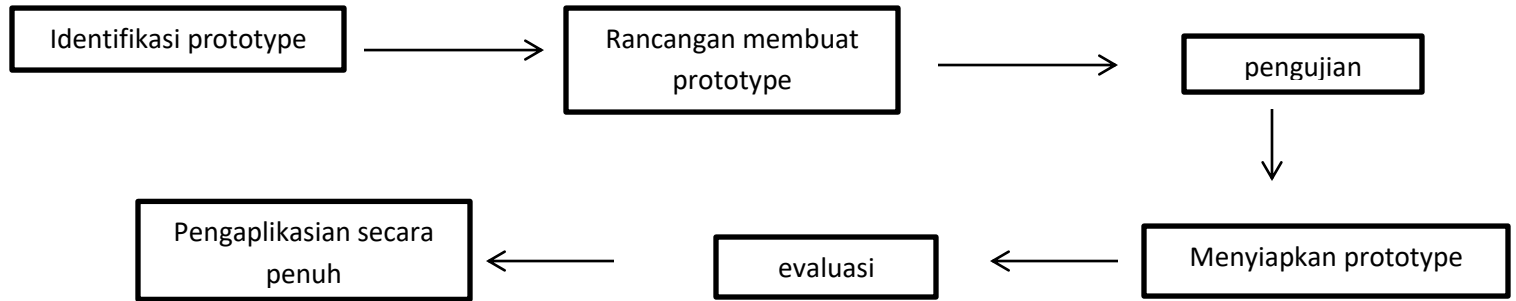 Identifikasi prototype
Rancangan membuat
prototype
pengujian
Menyiapkan prototype
evaluasi
Pengaplikasian secara
penuh